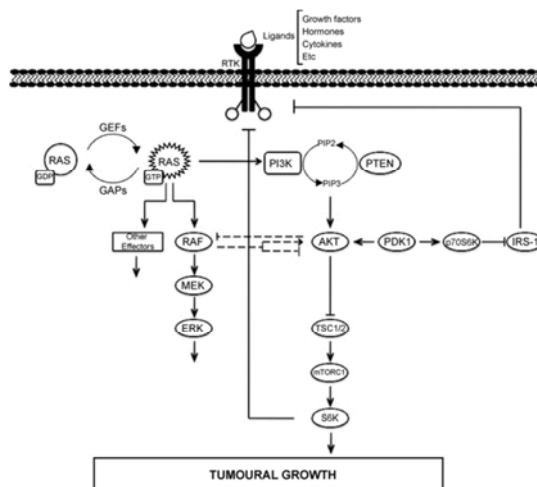 Ligands
Growth factors
Hormones
Cytokines
Etc
RTK
GEFs
RAS
GDP
GAPs
RAS
GTP
PI3K
PIP2
PIP3
PTEN
Other
Effectors
RAF
AKT
PDK1
p70S6K
IRS-1
MEK
ERK
TSC1/2
mTORC1
S6K
TUMOURAL GROWTH